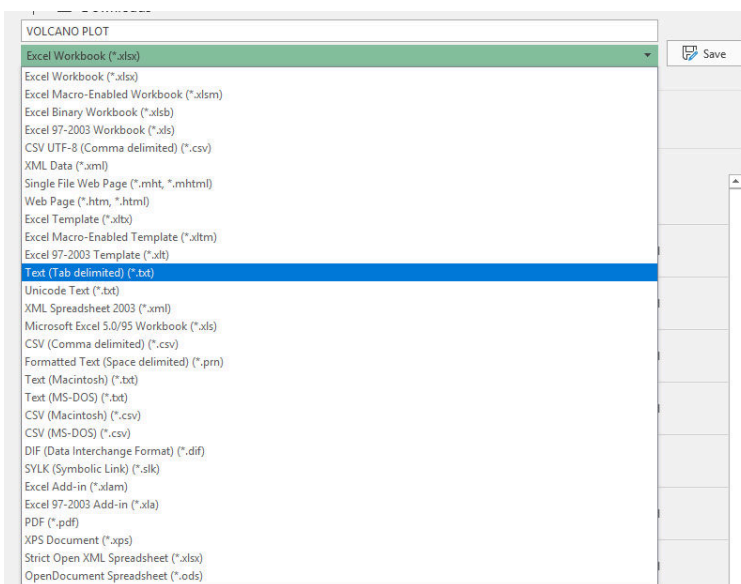 VOLCANO PLOT
Excel Workbook (*.xlsx)
Save
Excel Workbook (*.xlsx)
Excel Macro-Enabled Workbook (*.xlsm)
Excel Binary Workbook (*.xlsb)
Excel 97-2003 Workbook (*.xls)
CSV UTF-8 (Comma delimited) (*.csv)
XML Data (*.xml)
Single File Web Page (*.mht, *.mhtml)
Web Page (*.htm, *.html)
Excel Template (*.xltx)
Excel Macro-Enabled Template (*.xltm)
Excel 97-2003 Template (*.xlt)
Text (Tab delimited) (*.txt)
Unicode Text (*.txt)
XML Spreadsheet 2003 (*.xml)
Microsoft Excel 5.0/95 Workbook (*.xls)
CSV (Comma delimited) (*.csv)
Formatted Text (Space delimited) (*.prn)
Text (Macintosh) (*.txt)
Text (MS-DOS) (*.txt)
CSV (Macintosh) (*.csv)
CSV (MS-DOS) (*.csv)
DIF (Data Interchange Format) (*.dif)
SYLK (Symbolic Link) (*.slk)
Excel Add-in (*.xlam)
Excel 97-2003 Add-in (*.xla)
PDF (*.pdf)
XPS Document (*.xps)
Strict Open XML Spreadsheet (*.xlsx)
OpenDocument Spreadsheet (*.ods)